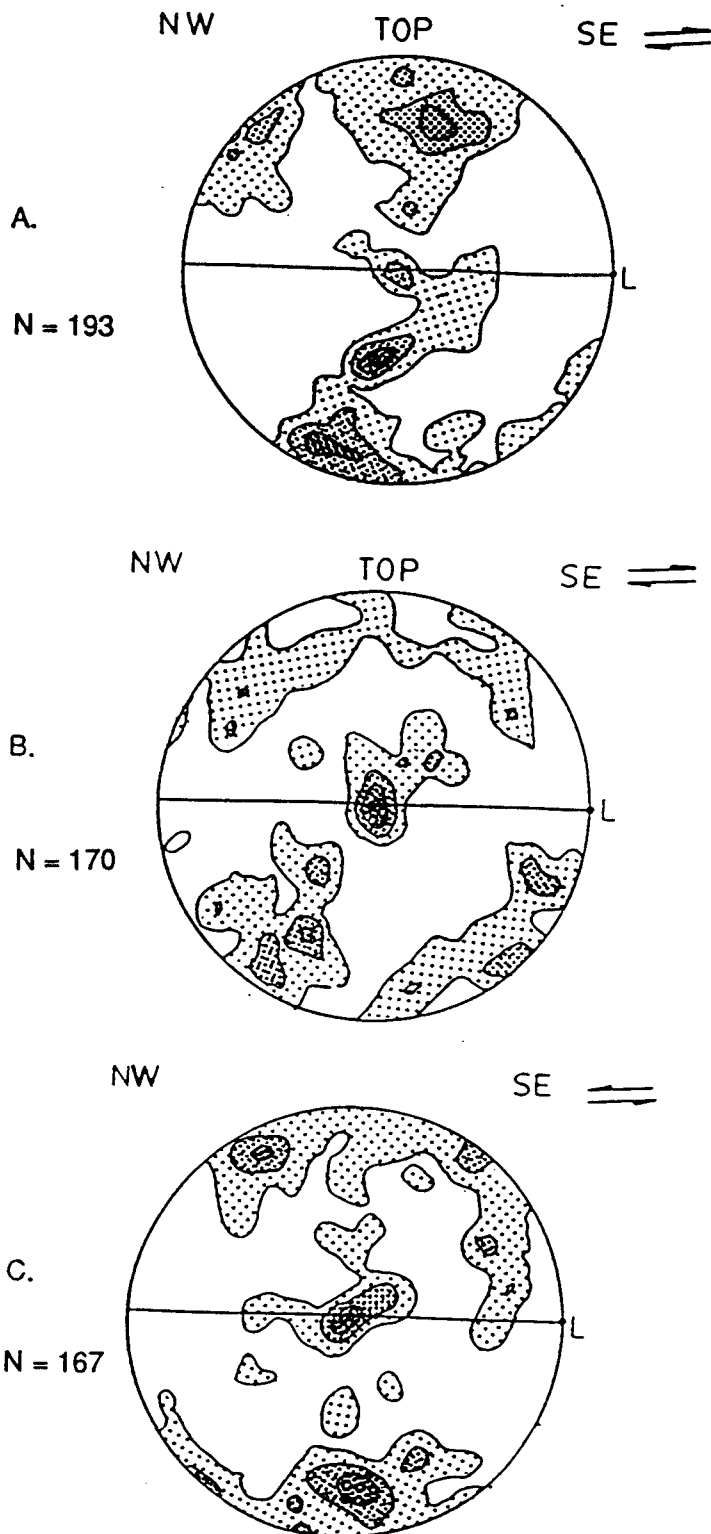 NW TOP SE
A.
L
N = 193
NW TOP SE
B.
L
N = 170
NW SE
C.
L
N = 167